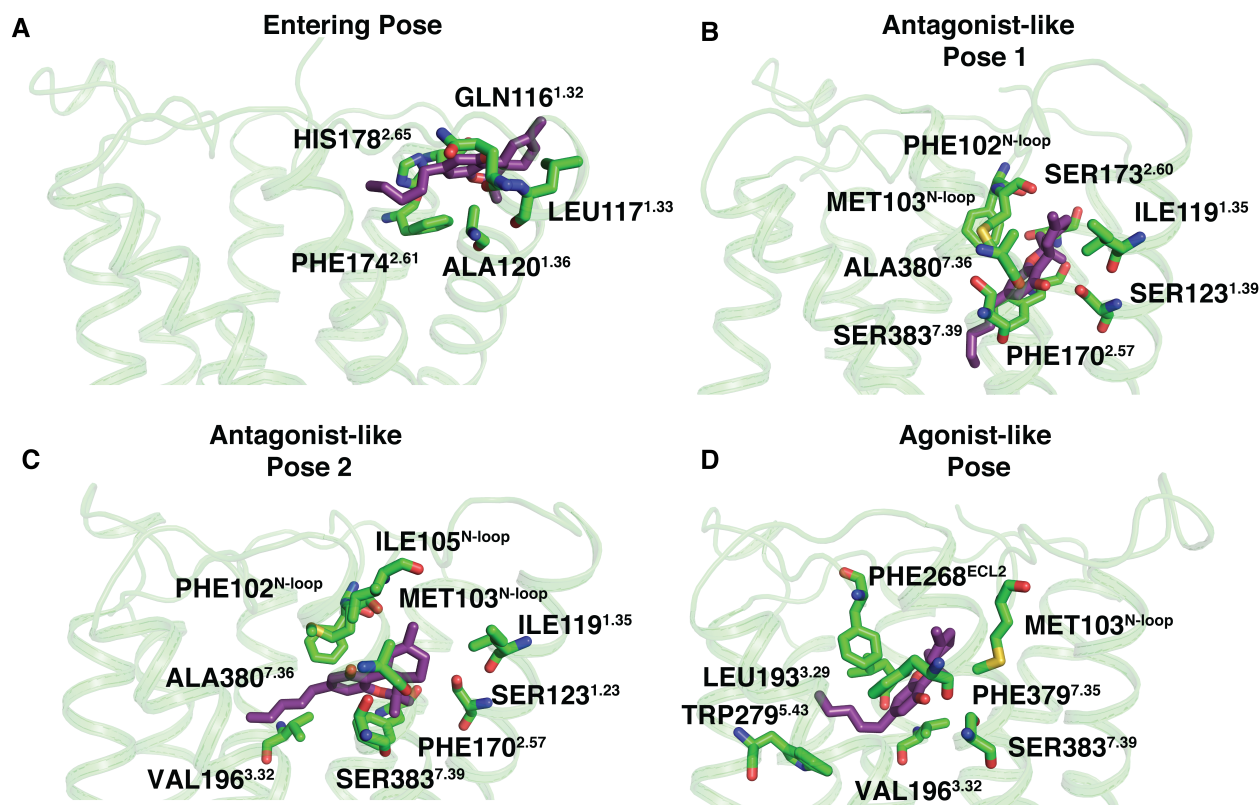 A
Entering Pose
GLN116^1.32
HIS178^2.65
LEU117^1.33
PHE174^2.61
ALA120^1.36
B
Antagonist-like
Pose 1
PHE102^N-loop
SER173^2.60
MET103^N-loop
ILE119^1.35
ALA380^7.36
SER123^1.39
SER383^7.39
PHE170^2.57
C
Antagonist-like
Pose 2
ILE105^N-loop
PHE102^N-loop
MET103^N-loop
ILE119^1.35
ALA380^7.36
SER123^1.23
PHE170^2.57
VAL196^3.32
SER383^7.39
D
Agonist-like
Pose
PHE268^ECL2
MET103^N-loop
LEU193^3.29
PHE379^7.35
TRP279^5.43
SER383^7.39
VAL196^3.32